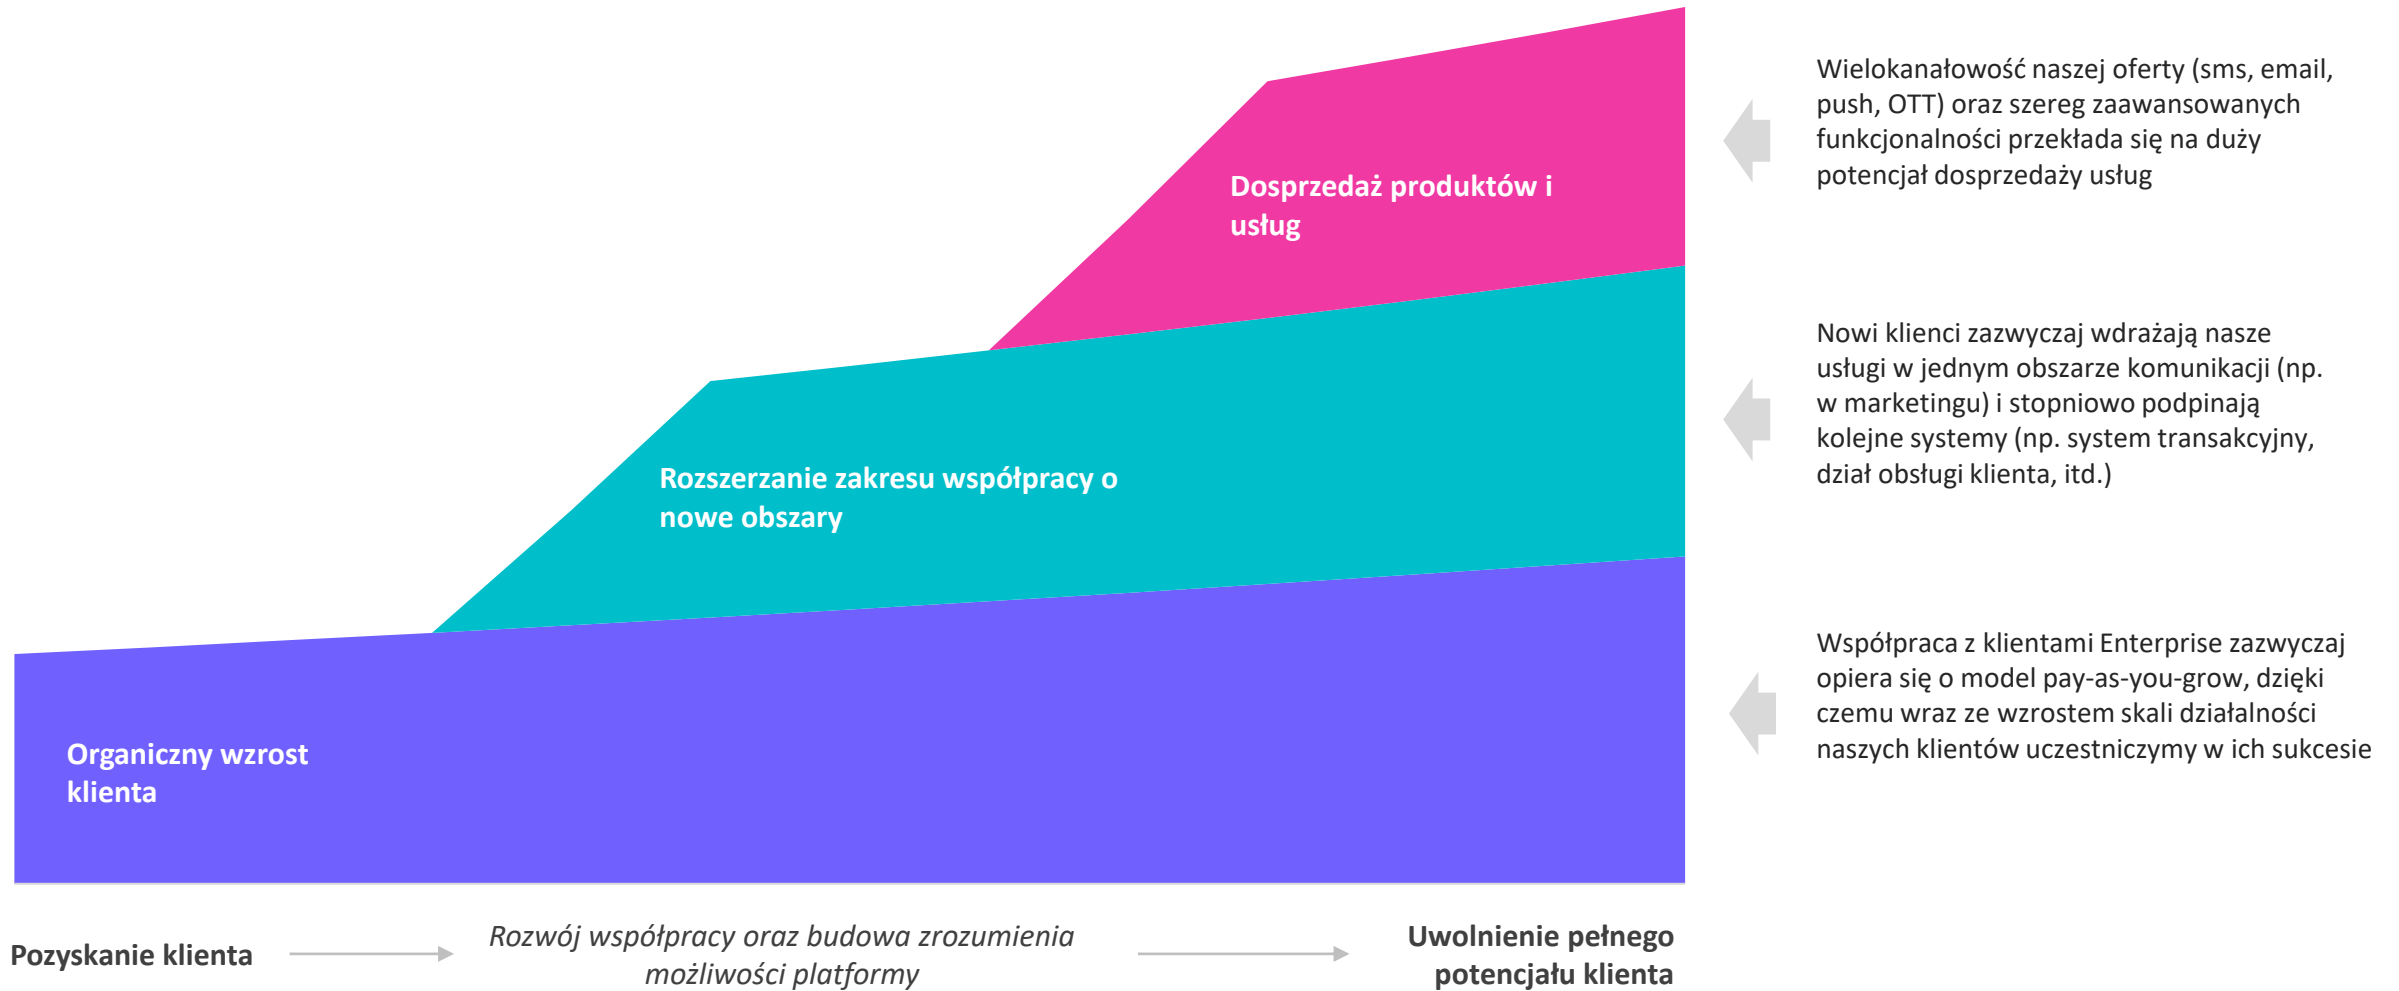 Wielokanałowość naszej oferty (sms, email,
push, OTT) oraz szereg zaawansowanych
funkcjonalności przekłada się na duży
potencjał dosprzedaży usług
Dosprzedaż produktów i
usług
Nowi klienci zazwyczaj wdrażają nasze
usługi w jednym obszarze komunikacji (np.
w marketingu) i stopniowo podpinają
kolejne systemy (np. system transakcyjny,
dział obsługi klienta, itd.)
Rozszerzanie zakresu współpracy o
nowe obszary
Współpraca z klientami Enterprise zazwyczaj
opiera się o model pay-as-you-grow, dzięki
czemu wraz ze wzrostem skali działalności
naszych klientów uczestniczymy w ich sukcesie
Organiczny wzrost
klienta
Pozyskanie klienta
Rozwój współpracy oraz budowa zrozumienia
możliwości platformy
Uwolnienie pełnego
potencjału klienta